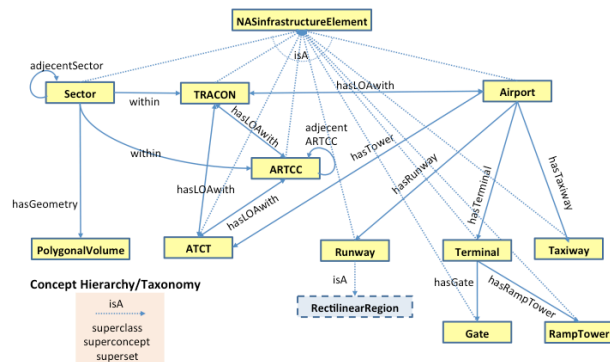 NASinfrastructureElement
isA
adjecentSector
Sector
within
TRACON
hasLOAwith
Airport
hasLOAwith
adjecent
ARTCC
hasTower
within
ARTCC
hasRunway
hasTaxiway
hasLOAwith
hasTerminal
hasGeometry
hasLOAwith
PolygonalVolume
ATCT
Runway
Terminal
Taxiway
Concept Hierarchy/Taxonomy
isA
superclass
superconcept
superset
isA
hasGate
hasRampTower
RectilinearRegion
Gate
RampTower